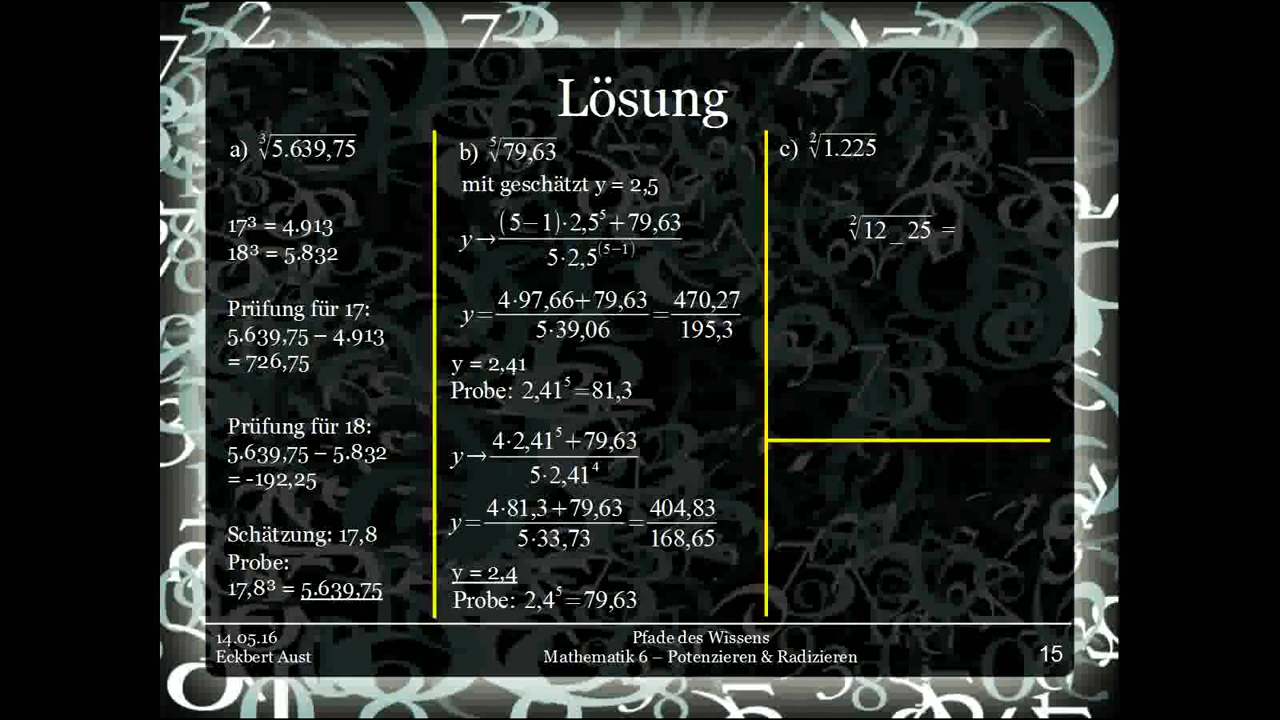 Lösung
a) ∛5.639,75
17³ = 4.913
18³ = 5.832
Prüfung für 17:
5.639,75 – 4.913
= 726,75
Prüfung für 18:
5.639,75 – 5.832
= -192,25
Schätzung: 17,8
Probe:
17,8³ = 5.639,75
b) ⁵√79,63
mit geschätzt y = 2,5
y→((5−1)·2,5⁵+79,63)/(5·2,5⁽⁵⁻¹⁾)
y=(4·97,66+79,63)/(5·39,06)=470,27/195,3
y = 2,41
Probe: 2,41⁵=81,3
y→(4·2,41⁵+79,63)/(5·2,41⁴)
y=(4·81,3+79,63)/(5·33,73)=404,83/168,65
y = 2,4
Probe: 2,4⁵=79,63
c) ²√1.225
²√12_25 =
14.05.16
Eckbert Aust
Pfade des Wissens
Mathematik 6 – Potenzieren & Radizieren
15